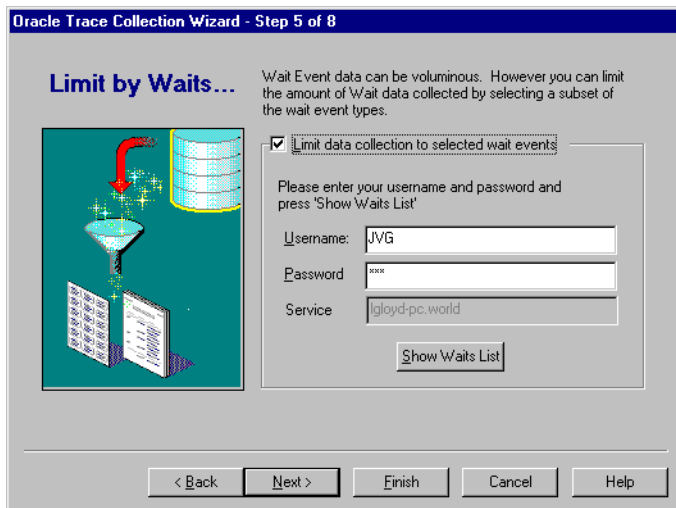 Oracle Trace Collection Wizard - Step 5 of 8
Limit by Waits...
Wait Event data can be voluminous. However you can limit
the amount of Wait data collected by selecting a subset of
the wait event types.
Limit data collection to selected wait events
Please enter your username and password and
press 'Show Waits List'
Username: JVG
Password ***
Service lgloyd-pc.world
Show Waits List
< Back Next > Finish Cancel Help